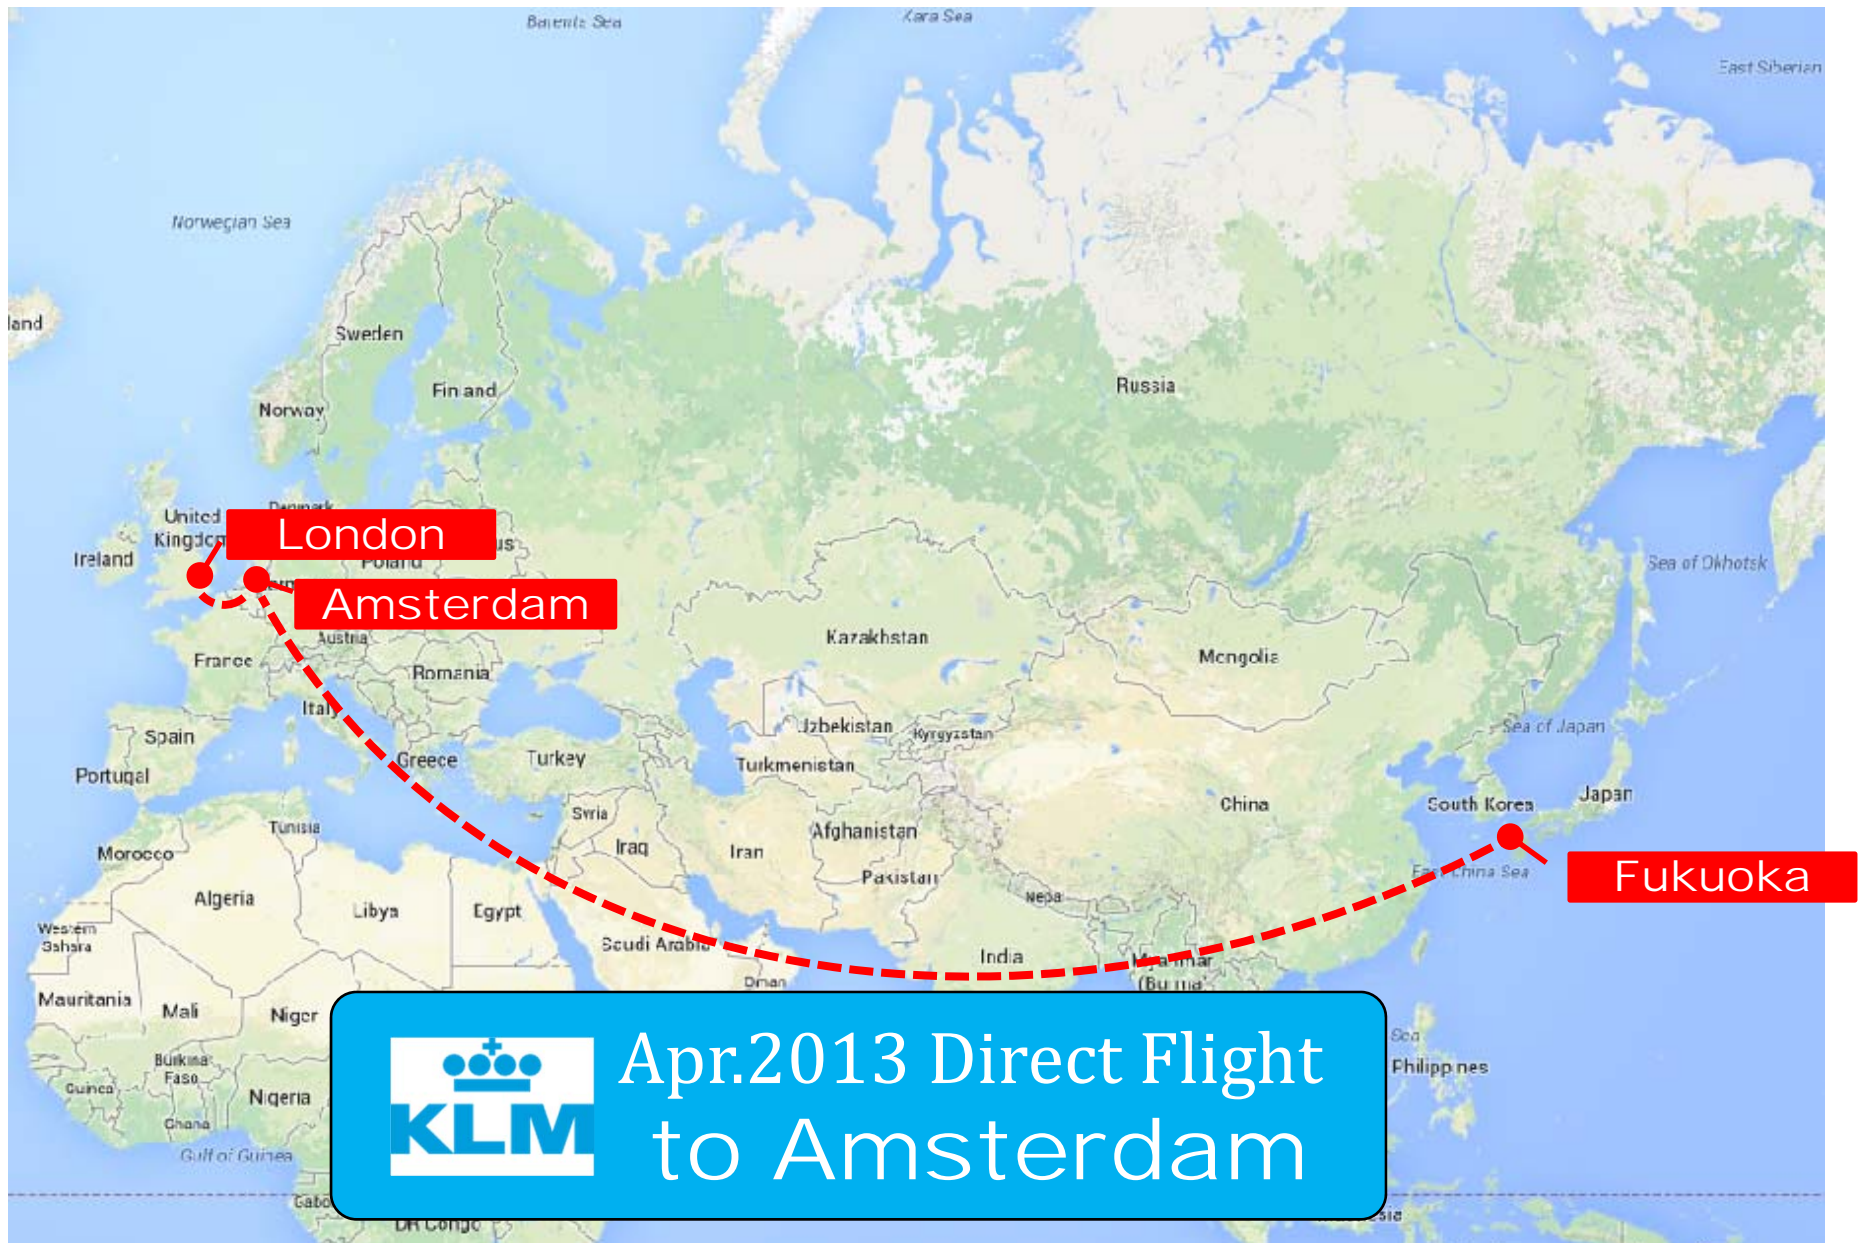 Barents Sea
Kara Sea
East Siberian
Norwegian Sea
land
Sweden
Finland
Norway
Russia
Denmark
United
Kingdom
London
Ireland
us
Poland
Sea of Okhotsk
Amsterdam
Austria
Kazakhstan
Mongolia
France
Romania
Italy
Spain
Uzbekistan
Kyrgyzstan
Sea of Japan
Greece
Turkey
Turkmenistan
Portugal
Japan
China
South Korea
Syria
Tunisia
Afghanistan
Iraq
Iran
Morocco
Pakistan
East China Sea
Fukuoka
Nepal
Algeria
Libya
Egypt
Western
Sahara
Saudi Arabia
India
Myanmar
(Burma)
Oman
Mauritania
Mali
Niger
Sea
Philippines
Burkina
Faso
Guinea
Nigeria
Ghana
Gulf of Guinea
KLM
Apr.2013 Direct Flight
to Amsterdam
Gabo
DR Congo